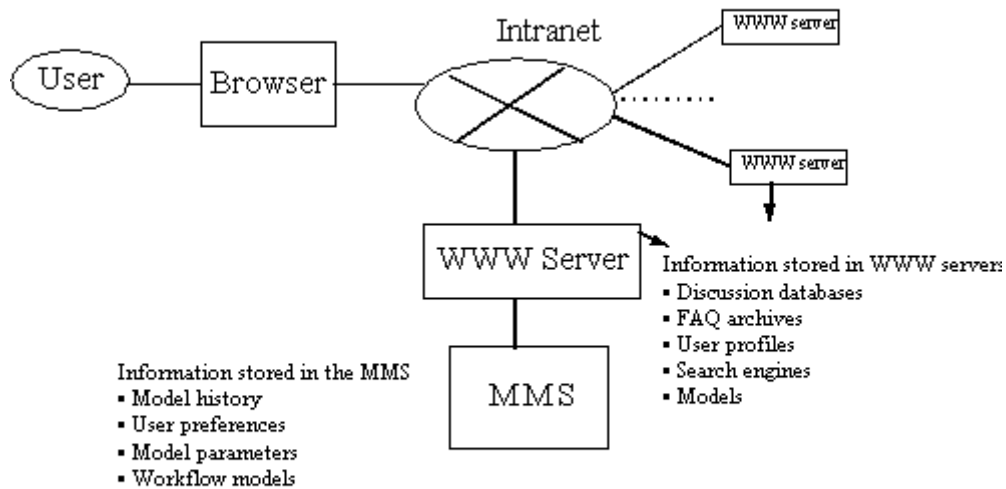 Intranet
WWW server
User
Browser
WWW server
WWW Server
Information stored in WWW servers
▪ Discussion databases
▪ FAQ archives
▪ User profiles
▪ Search engines
▪ Models
MMS
Information stored in the MMS
▪ Model history
▪ User preferences
▪ Model parameters
▪ Workflow models